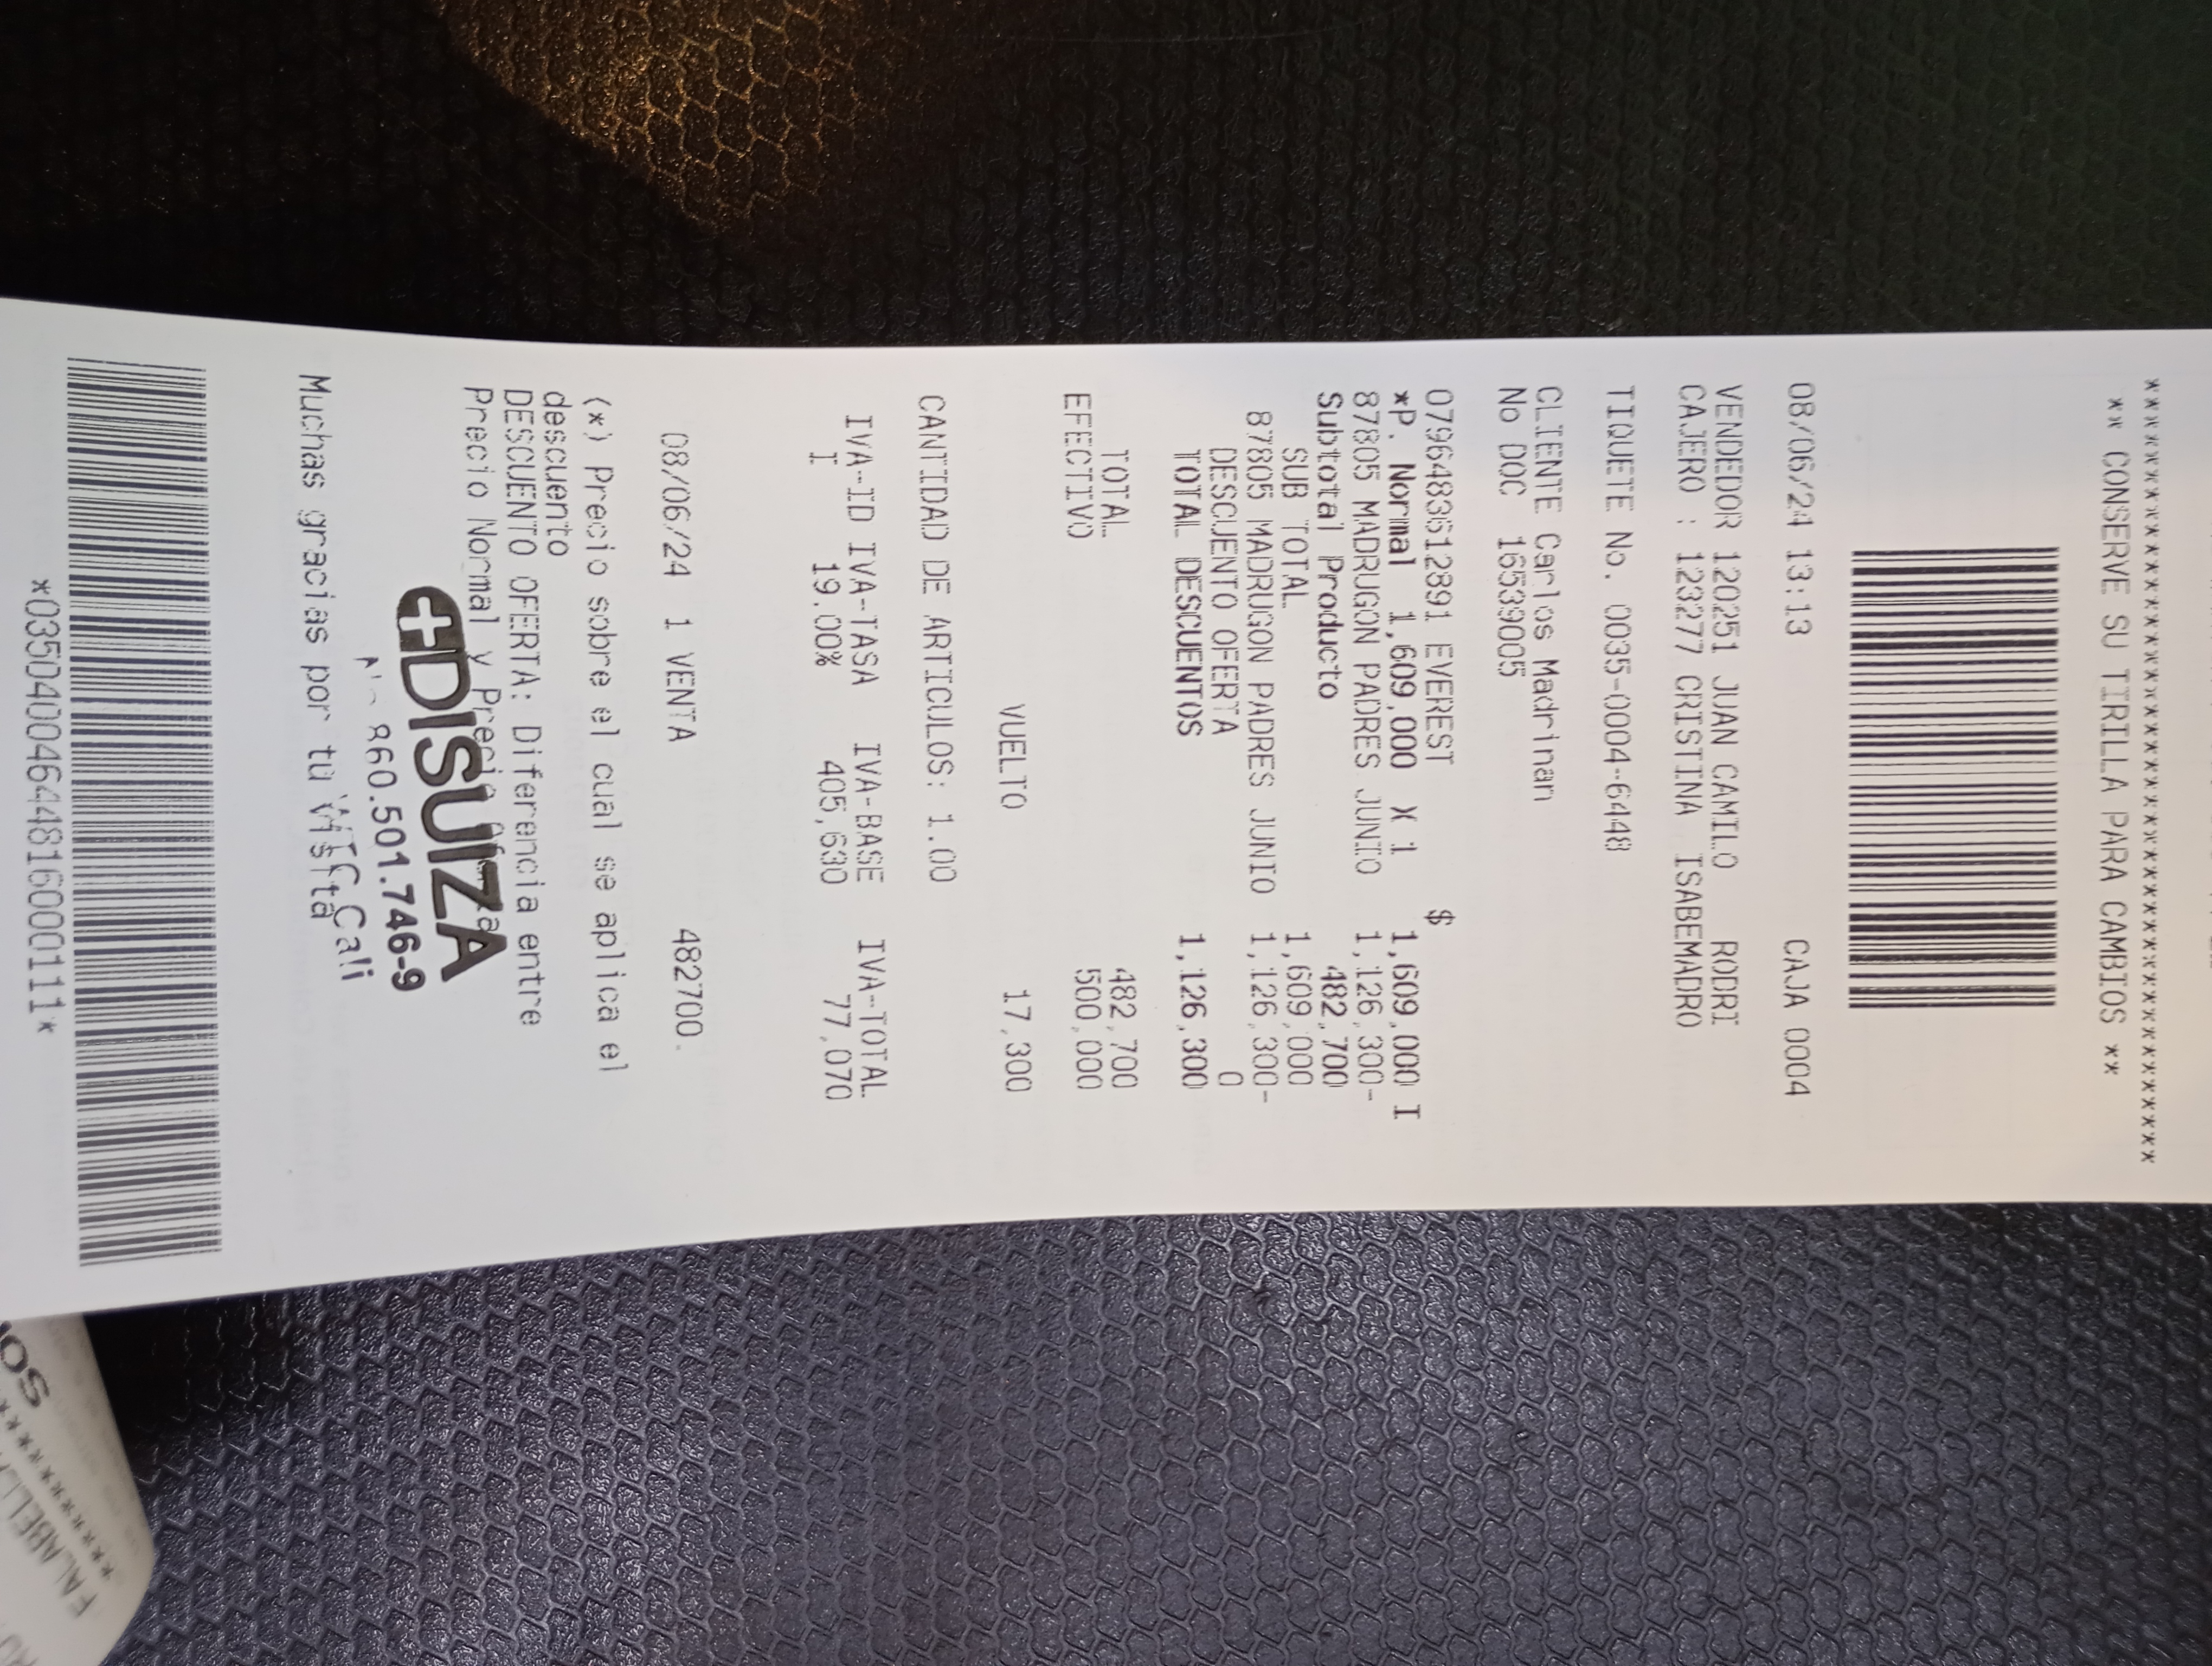 ****************************************
** CONSERVE SU TIRILLA PARA CAMBIOS **
08/06/24 13:13 CAJA 0004
VENDEDOR 120251 JUAN CAMILO RODRI
CAJERO : 123277 CRISTINA ISABEMADRO
TIQUETE No. 0035-0004-6448
CLIENTE Carlos Madrinan
No DOC 16539005
0796483612891 EVEREST $
*P. Normal 1,609,000 X 1 1,609,000 I
87805 MADRUGON PADRES JUNIO 1,126,300-
Subtotal Producto 482,700
SUB TOTAL 1,609,000
87805 MADRUGON PADRES JUNIO 1,126,300-
DESCUENTO OFERTA 0
TOTAL DESCUENTOS 1,126,300
TOTAL 482,700
EFECTIVO 500,000
VUELTO 17,300
CANTIDAD DE ARTICULOS: 1.00
IVA-ID IVA-TASA IVA-BASE IVA-TOTAL
I 19.00% 405,630 77,070
08/06/24 1 VENTA 482700.
(*) Precio sobre el cual se aplica el
descuento
DESCUENTO OFERTA: Diferencia entre
Precio Normal y Precio Oferta
DISUIZA
860.501.746-9
Cali
Muchas gracias por tu Visita
*035040046448160000111*
FALABELLA
SO